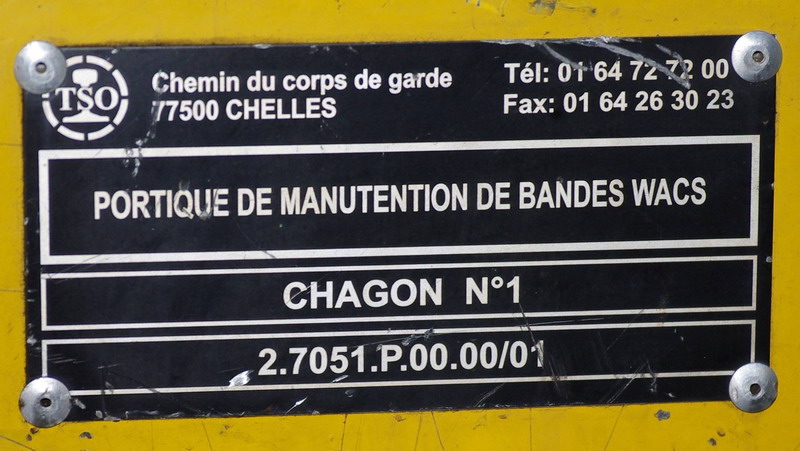 TSO
Chemin du corps de garde
77500 CHELLES
Tél: 01 64 72 72 00
Fax: 01 64 26 30 23
PORTIQUE DE MANUTENTION DE BANDES WACS
CHAGON N°1
2.7051.P.00.00/01